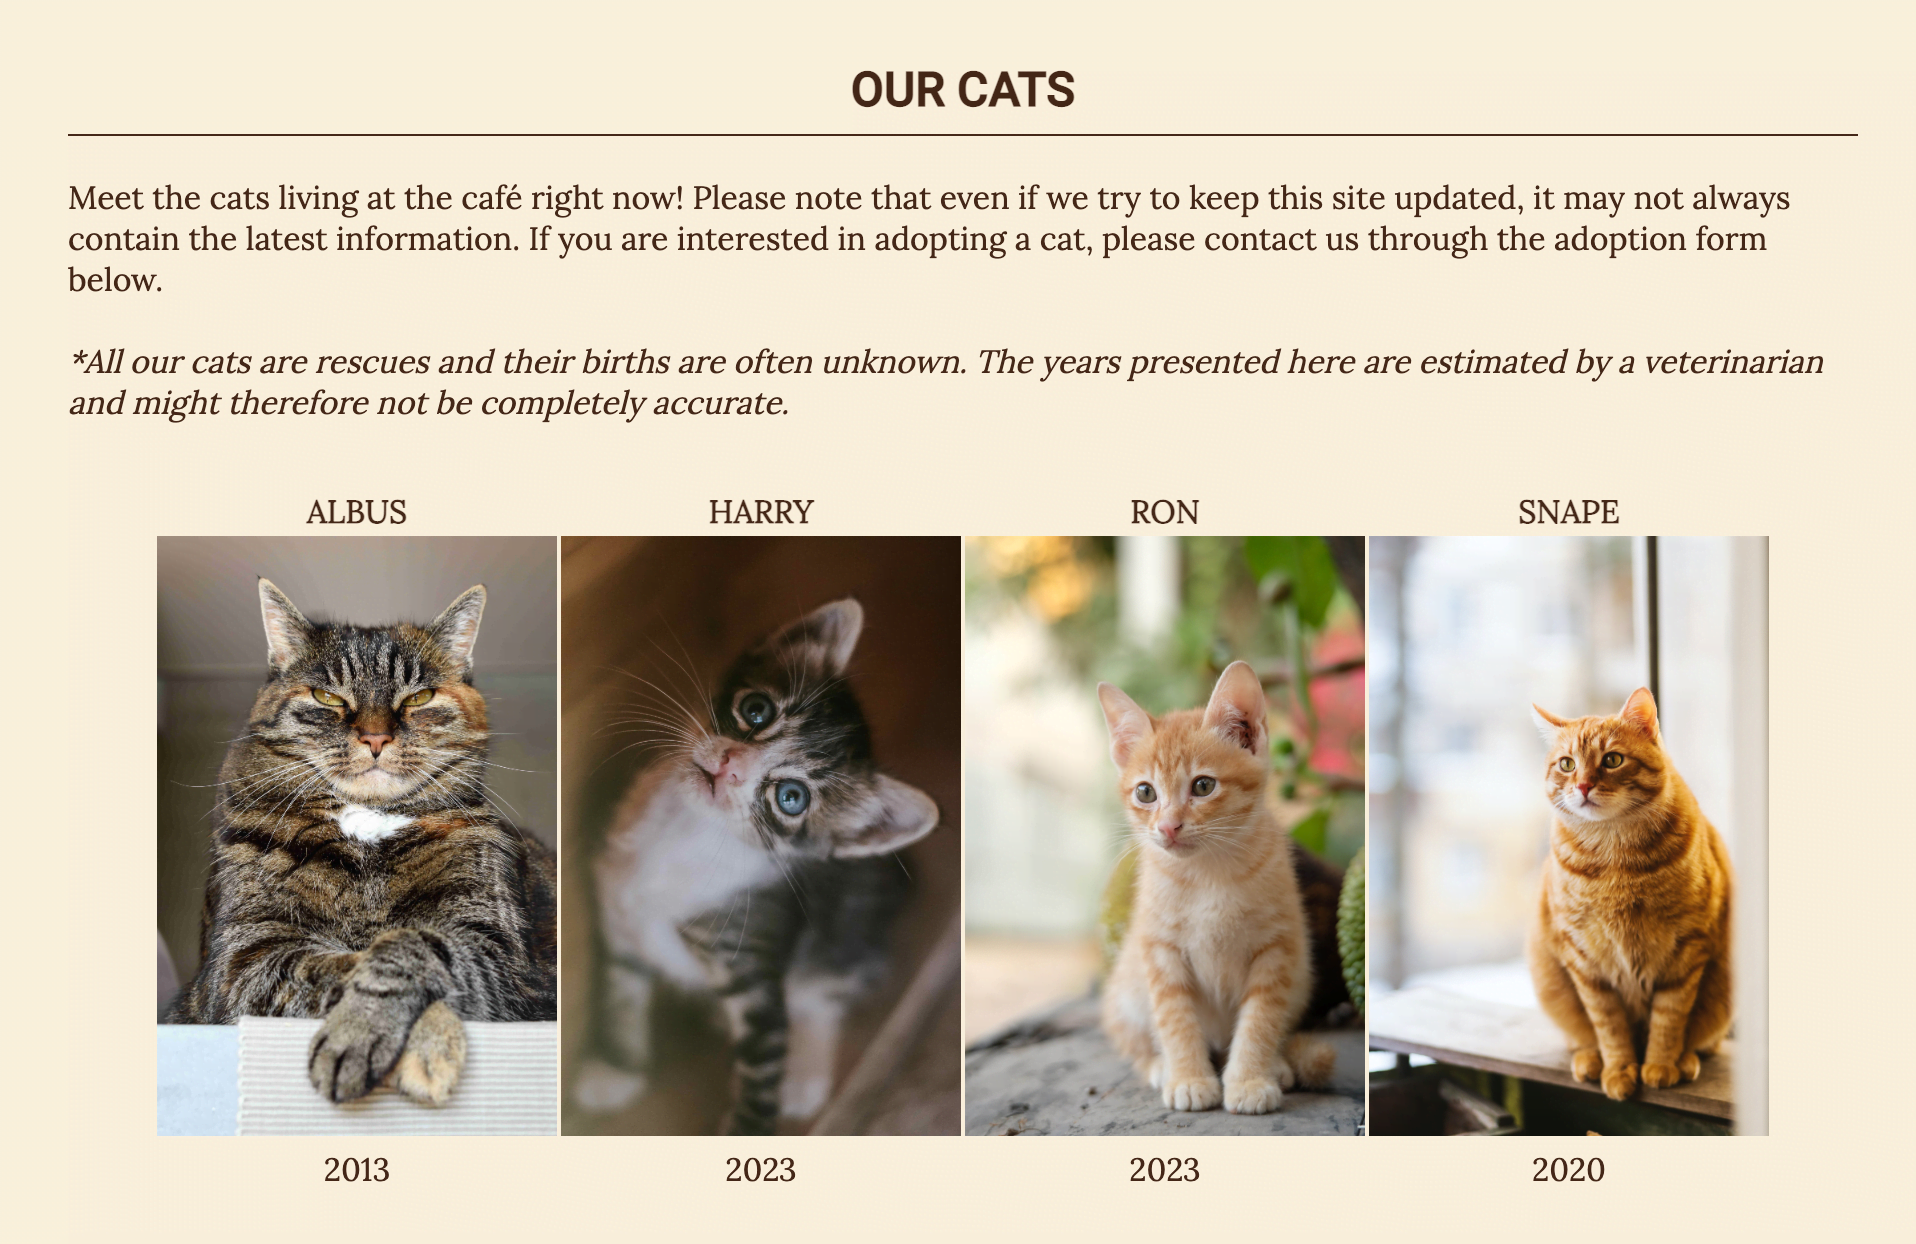 OUR CATS
Meet the cats living at the café right now! Please note that even if we try to keep this site updated, it may not always
contain the latest information. If you are interested in adopting a cat, please contact us through the adoption form
below.
*All our cats are rescues and their births are often unknown. The years presented here are estimated by a veterinarian
and might therefore not be completely accurate.
ALBUS HARRY RON SNAPE
2013 2023 2023 2020